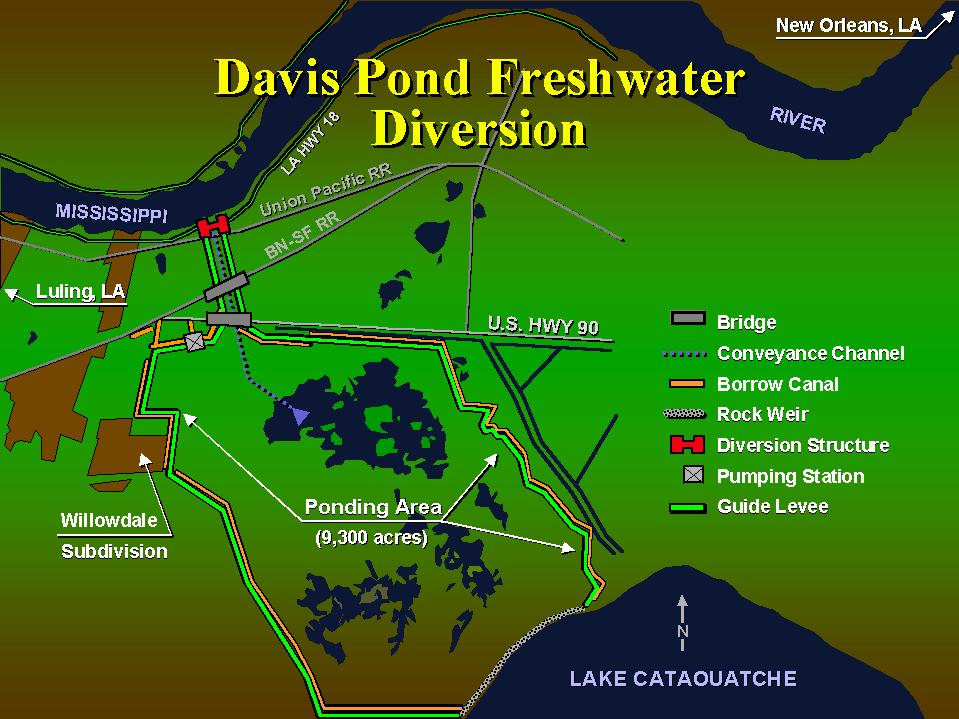 New Orleans, LA
Davis Pond Freshwater
Diversion
RIVER
LA HWY 18
Union Pacific RR
MISSISSIPPI
BN-SF RR
Luling, LA
U.S. HWY 90
Bridge
Conveyance Channel
Borrow Canal
Rock Weir
Diversion Structure
Pumping Station
Guide Levee
Ponding Area
(9,300 acres)
Willowdale
Subdivision
N
LAKE CATAOUATCHE